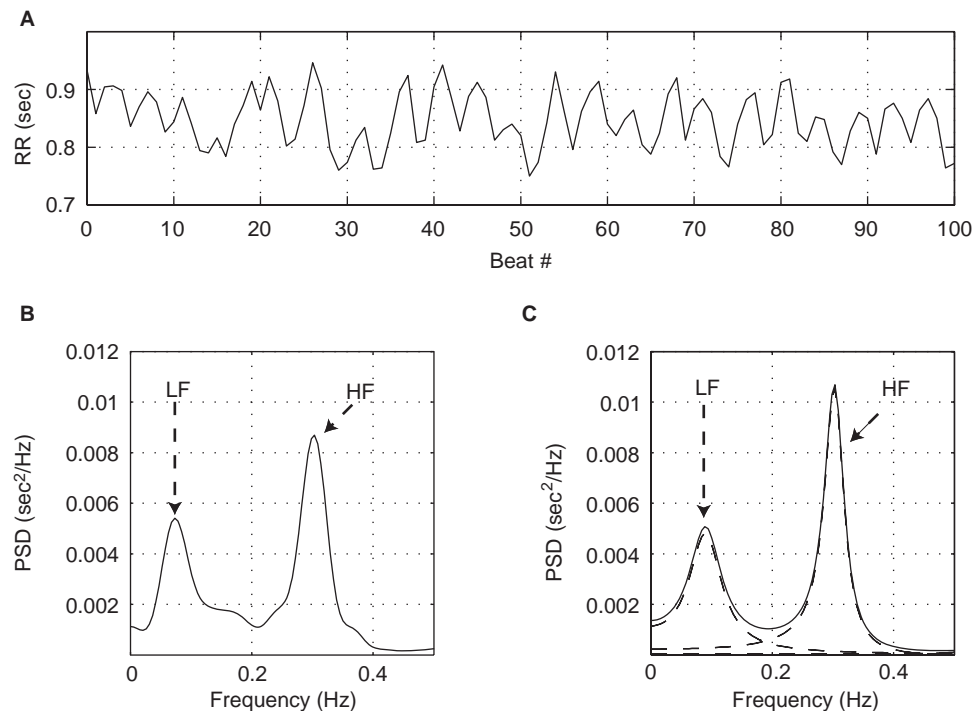 A
RR (sec)
0.9
0.8
0.7
0 10 20 30 40 50 60 70 80 90 100
Beat #
B
PSD (sec²/Hz)
0.012
0.01
0.008
0.006
0.004
0.002
LF
HF
0 0.2 0.4
Frequency (Hz)
C
PSD (sec²/Hz)
0.012
0.01
0.008
0.006
0.004
0.002
LF
HF
0 0.2 0.4
Frequency (Hz)